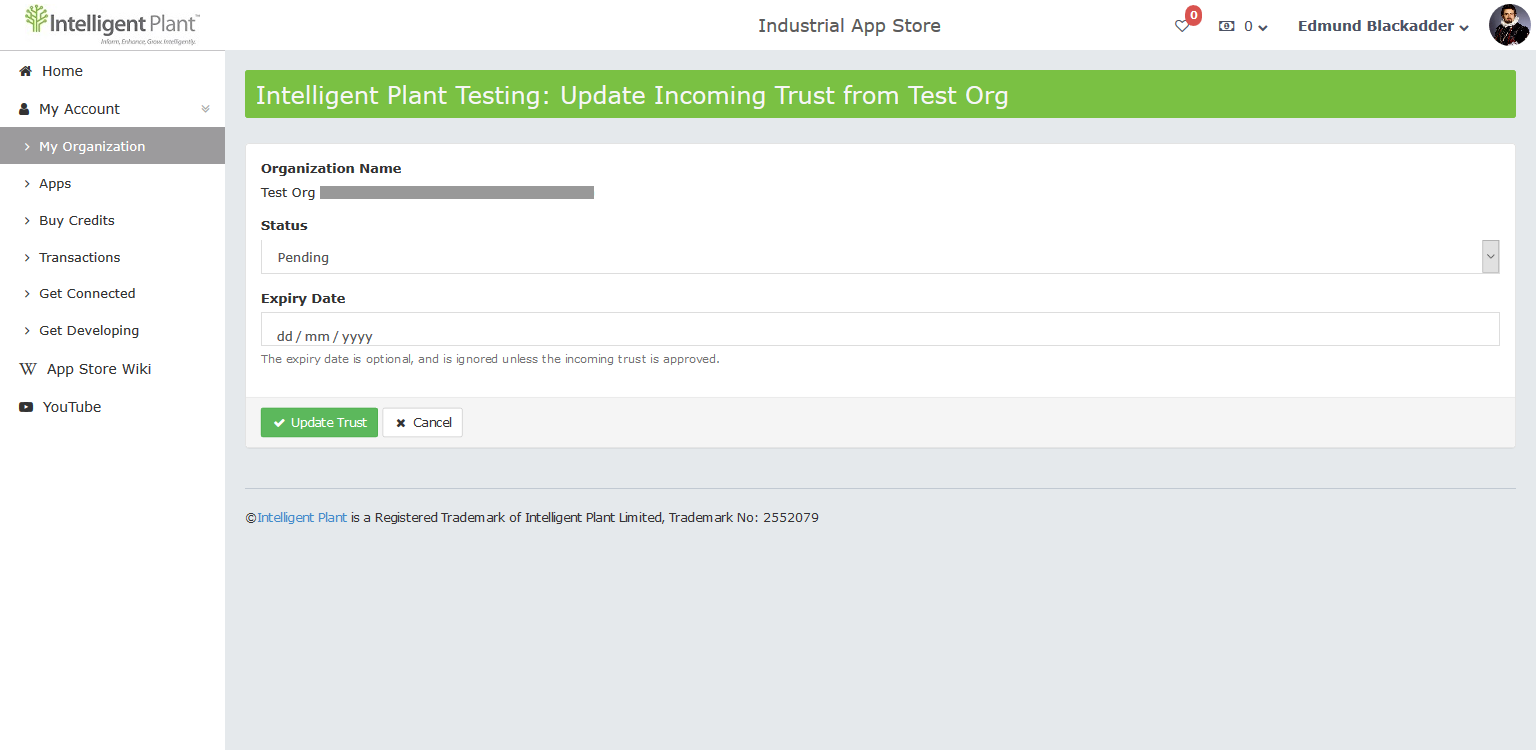 Intelligent Plant™
Inform, Enhance, Grow. Intelligently.
Industrial App Store
0
0
Edmund Blackadder
Home
My Account
My Organization
Apps
Buy Credits
Transactions
Get Connected
Get Developing
W App Store Wiki
YouTube
Intelligent Plant Testing: Update Incoming Trust from Test Org
Organization Name
Test Org
Status
Pending
Expiry Date
dd / mm / yyyy
The expiry date is optional, and is ignored unless the incoming trust is approved.
Update Trust
Cancel
©Intelligent Plant is a Registered Trademark of Intelligent Plant Limited, Trademark No: 2552079